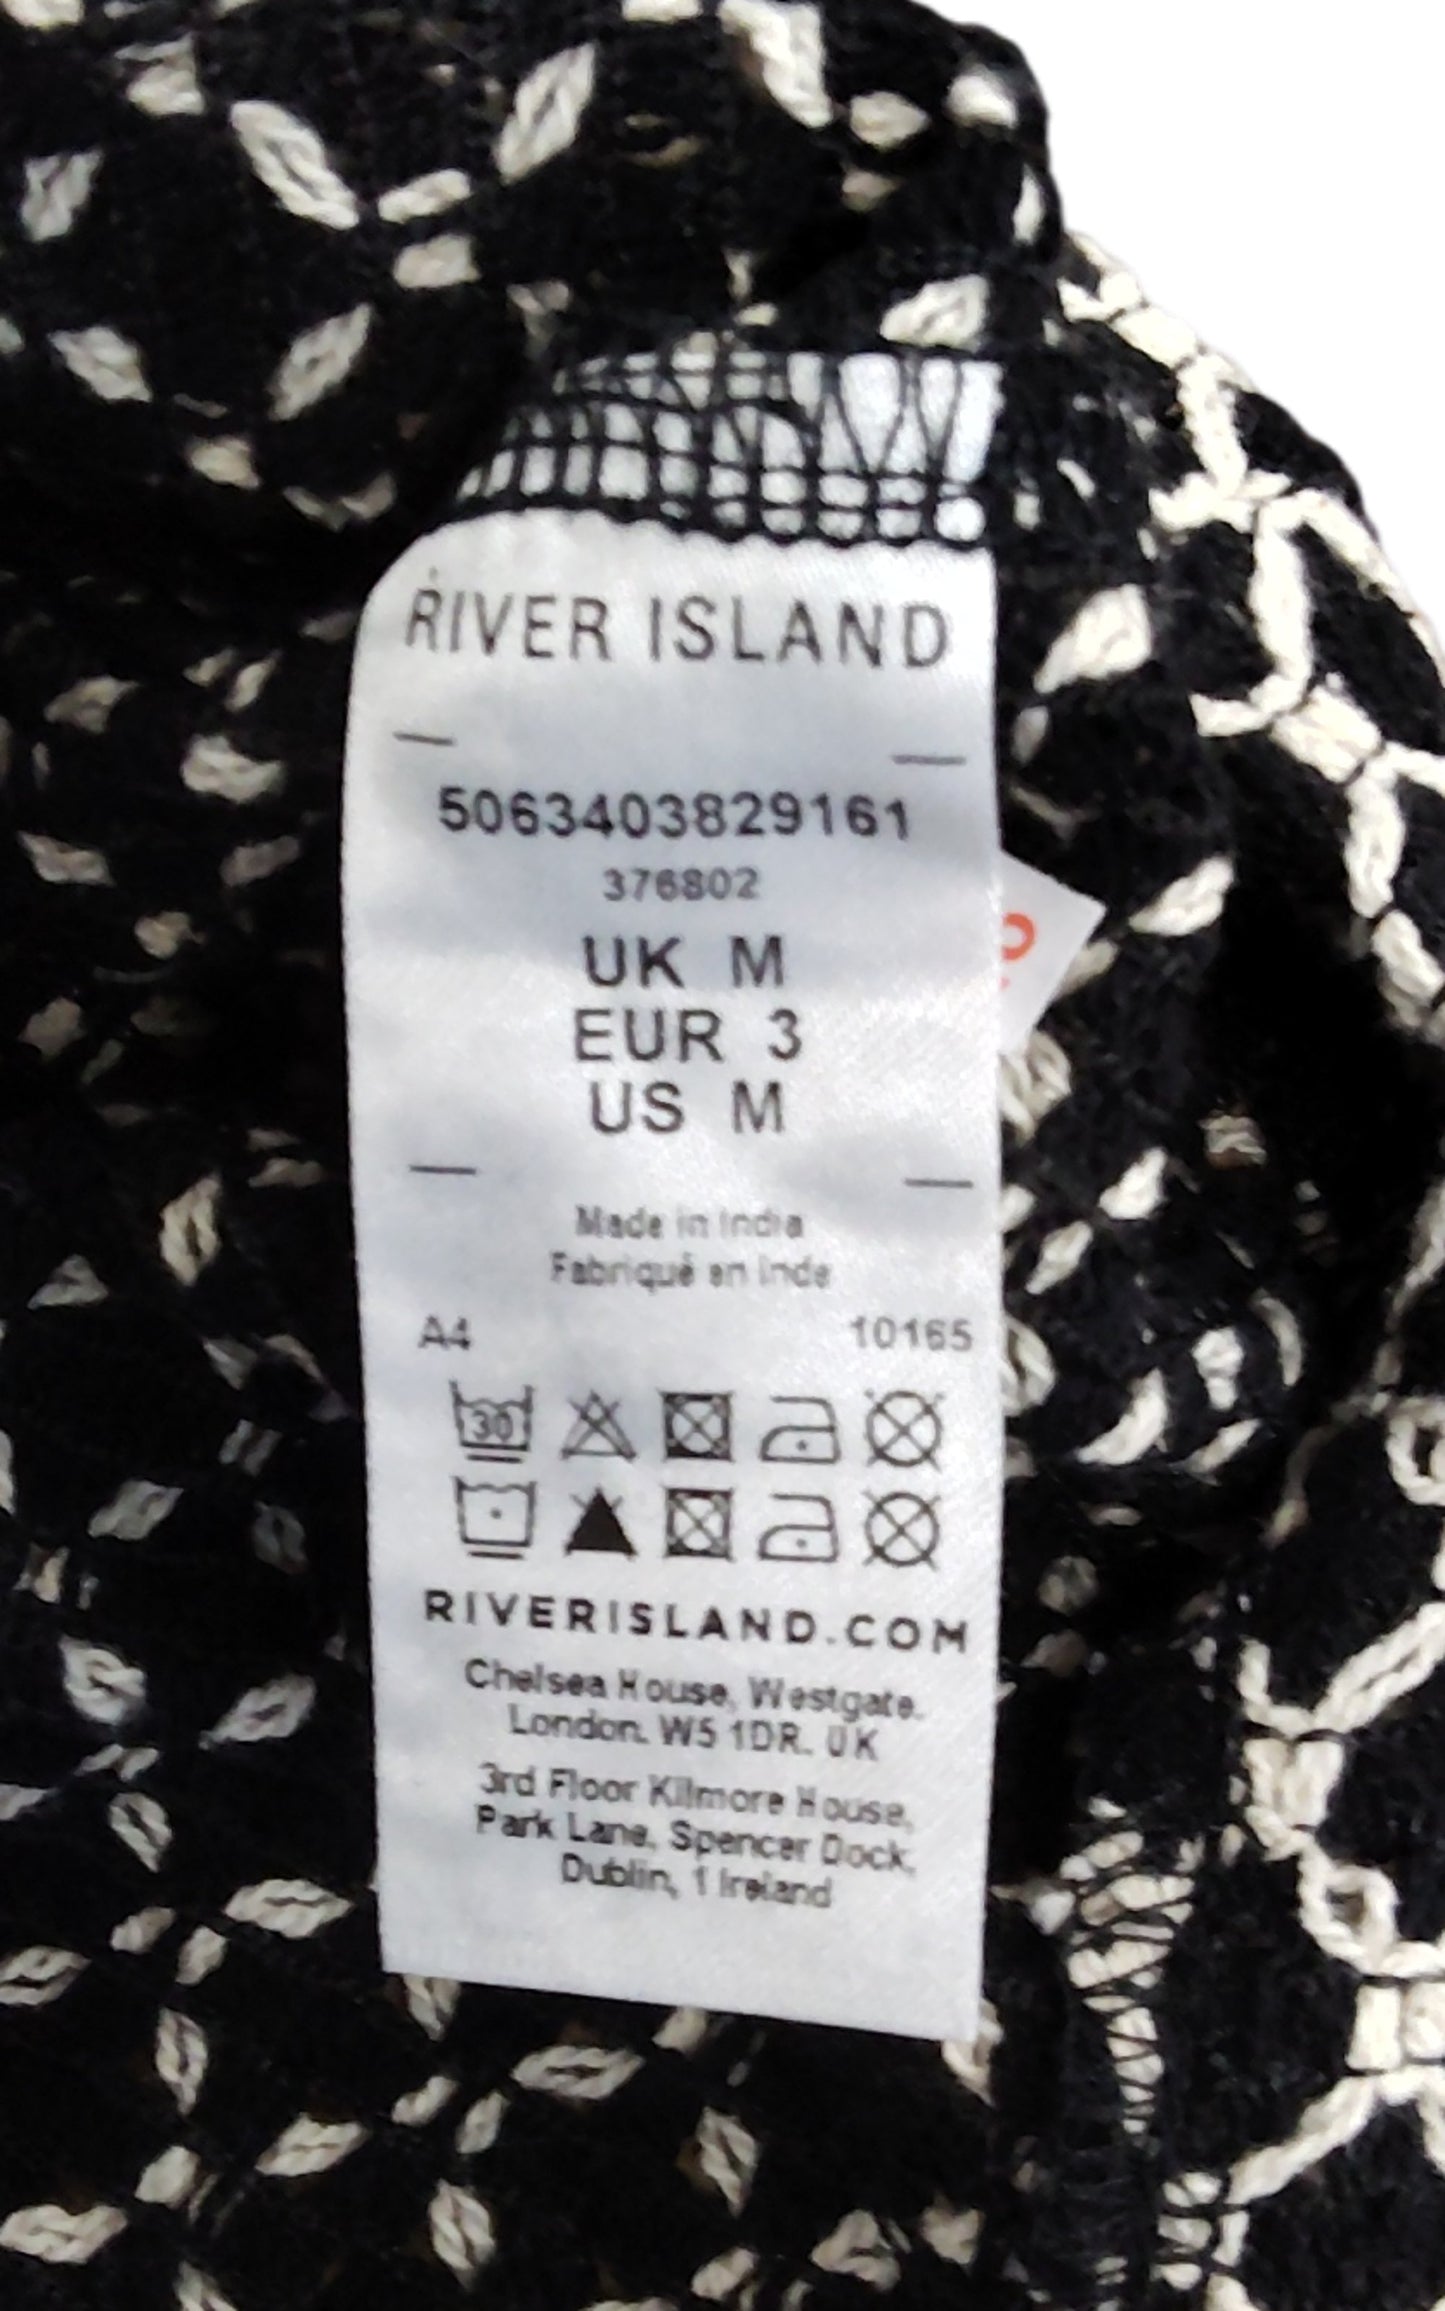 RIVER ISLAND
5063403829161
376802
UK M
EUR 3
US M
Made in India
Fabriqué en Inde
A4 10165
30
RIVERISLAND.COM
Chelsea House, Westgate.
London. W5 1DR. UK
3rd Floor Kilmore House,
Park Lane, Spencer Dock,
Dublin, 1 Ireland